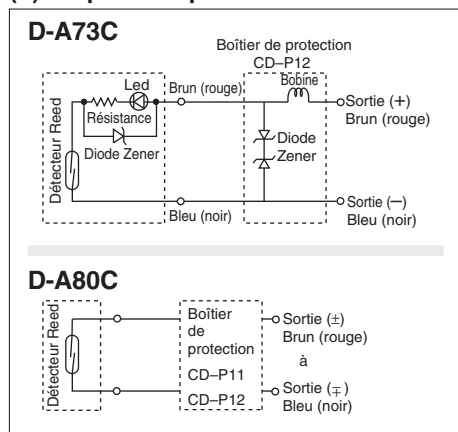 D-A73C
Boîtier de protection
CD–P12
Bobine
Led
Brun (rouge)
Sortie (+)
Brun (rouge)
Résistance
Diode Zener
Diode
Zener
Détecteur Reed
Bleu (noir)
Sortie (–)
Bleu (noir)
D-A80C
Détecteur Reed
Boîtier
de
protection
CD–P11
CD–P12
Sortie (±)
Brun (rouge)
à
Sortie (∓)
Bleu (noir)